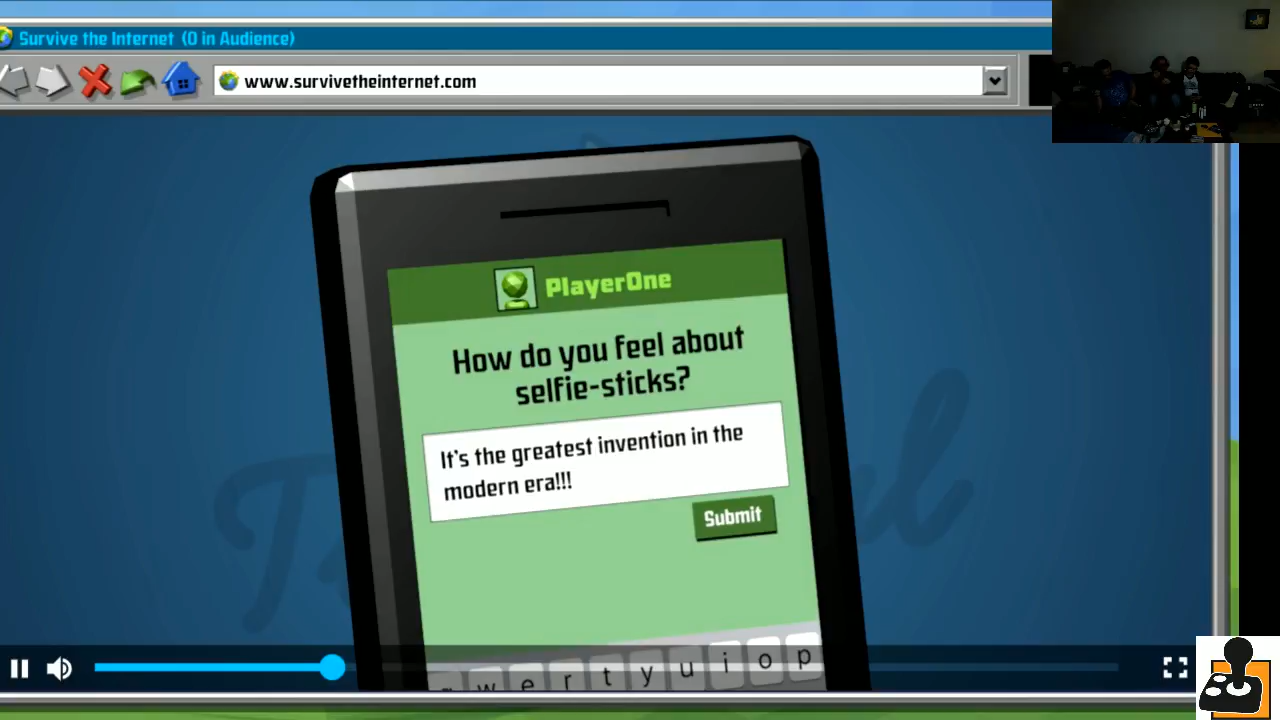 Survive the Internet (0 in Audience)
www.survivetheinternet.com
PlayerOne
How do you feel about
selfie-sticks?
It's the greatest invention in the
modern era!!!
Submit
w e r t y u i o p